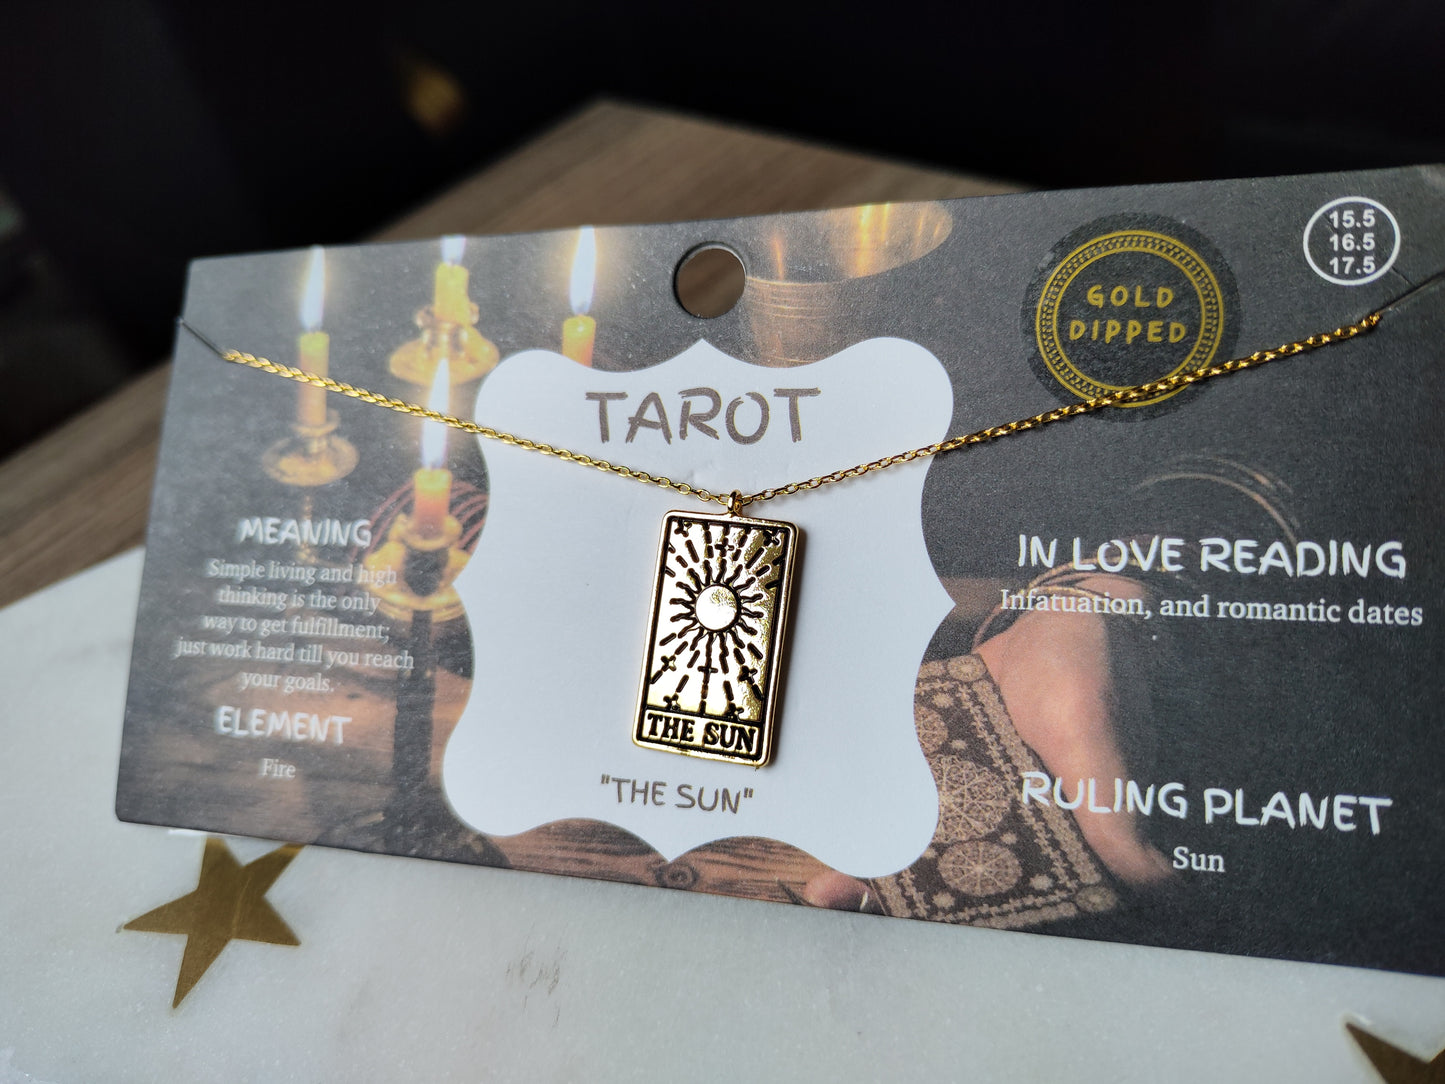 15.5
16.5
17.5
GOLD
DIPPED
TAROT
MEANING
Simple living and high
thinking is the only
way to get fulfillment;
just work hard till you reach
your goals.
ELEMENT
Fire
THE SUN
"THE SUN"
IN LOVE READING
Infatuation, and romantic dates
RULING PLANET
Sun